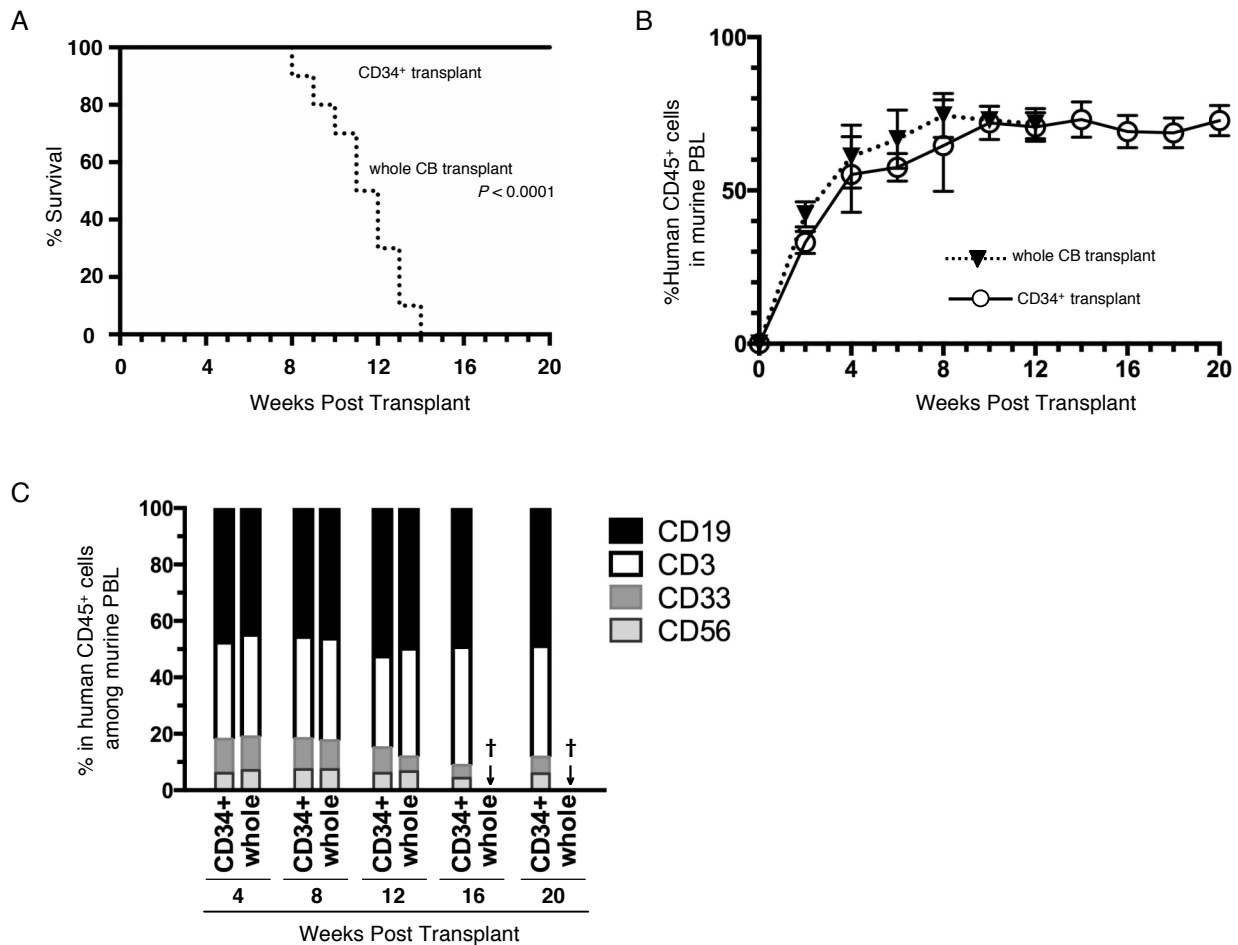 A
% Survival
100
80
60
40
20
0
CD34+ transplant
whole CB transplant
P < 0.0001
0 4 8 12 16 20
Weeks Post Transplant
B
%Human CD45+ cells
in murine PBL
100
50
0
whole CB transplant
CD34+ transplant
0 4 8 12 16 20
Weeks Post Transplant
C
% in human CD45+ cells
among murine PBL
100
80
60
40
20
0
† †
CD19
CD3
CD33
CD56
CD34+ whole CD34+ whole CD34+ whole CD34+ whole CD34+ whole
4 8 12 16 20
Weeks Post Transplant